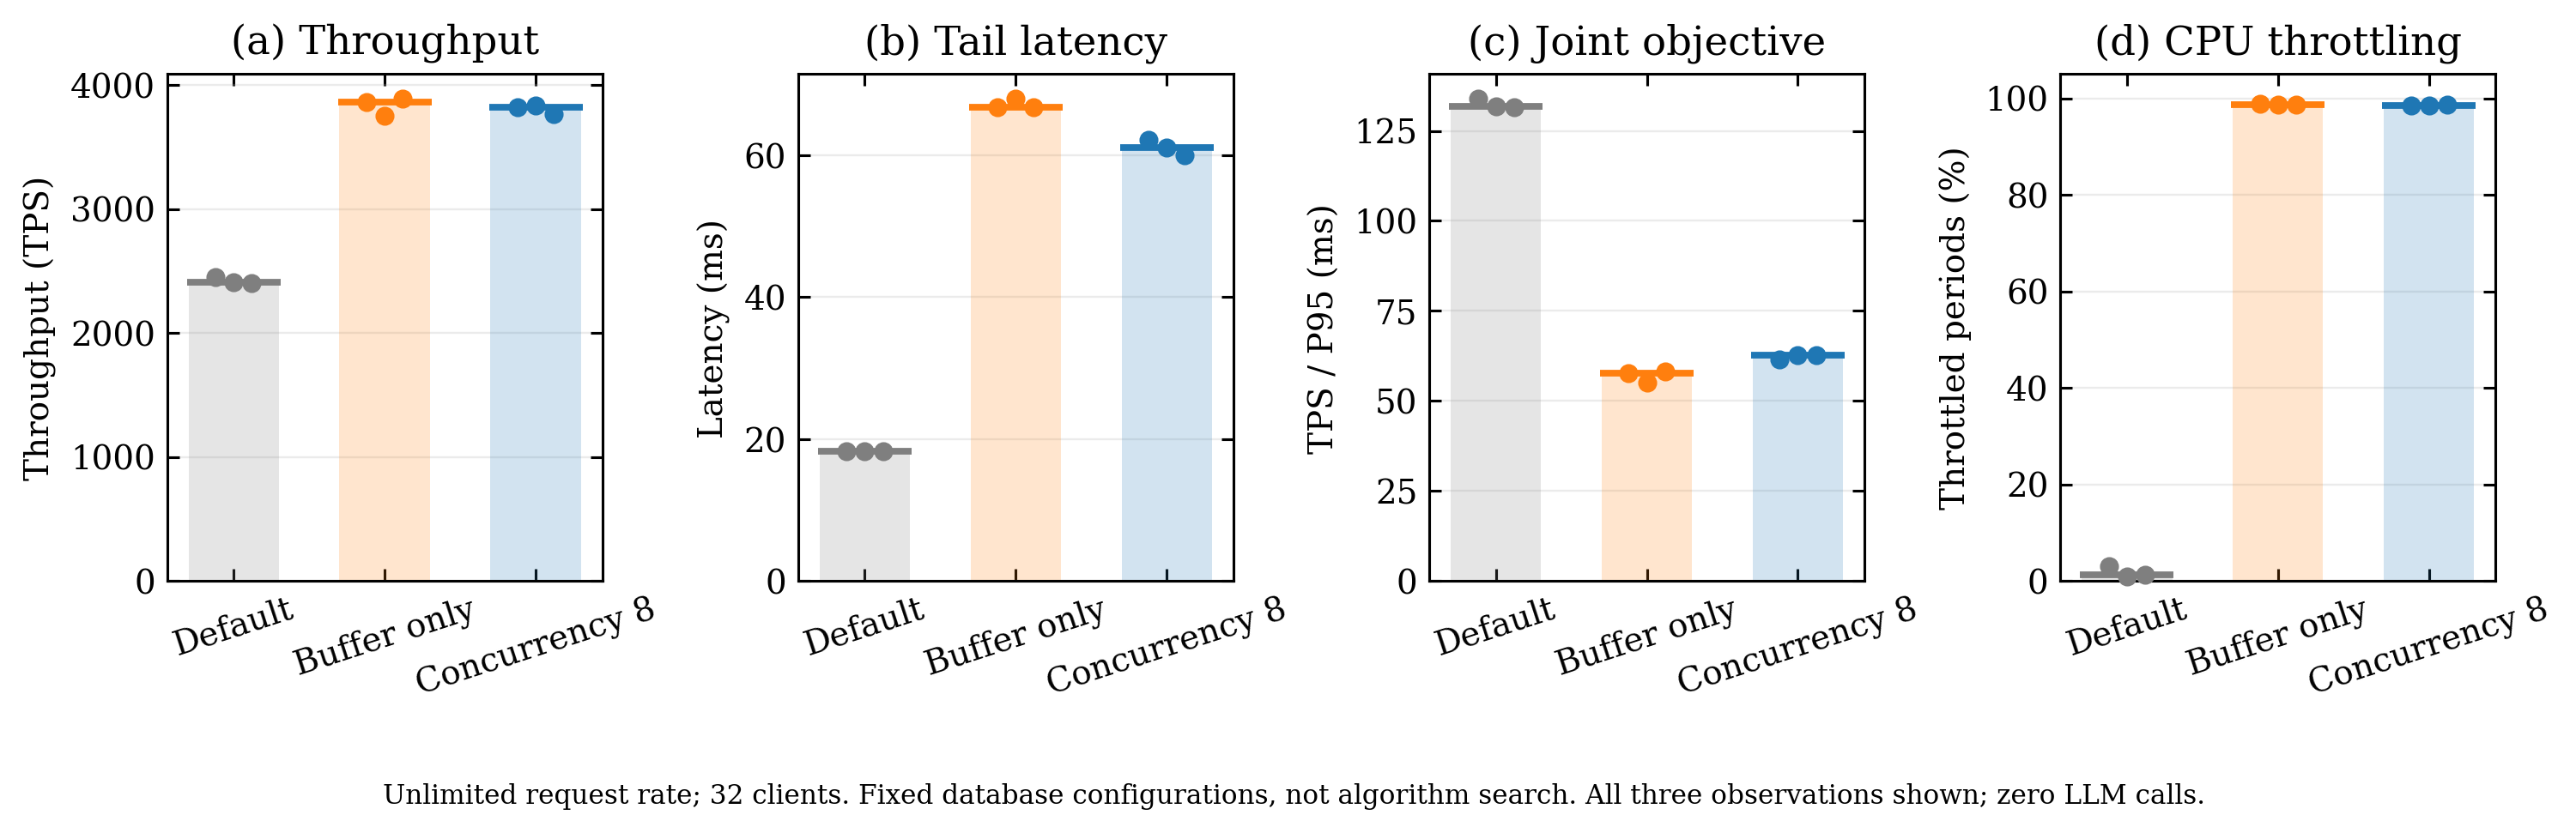 (a) Throughput
Throughput (TPS)
4000
3000
2000
1000
0
Default
Buffer only
Concurrency 8
(b) Tail latency
Latency (ms)
60
40
20
0
Default
Buffer only
Concurrency 8
(c) Joint objective
TPS / P95 (ms)
125
100
75
50
25
0
Default
Buffer only
Concurrency 8
(d) CPU throttling
Throttled periods (%)
100
80
60
40
20
0
Default
Buffer only
Concurrency 8
Unlimited request rate; 32 clients. Fixed database configurations, not algorithm search. All three observations shown; zero LLM calls.